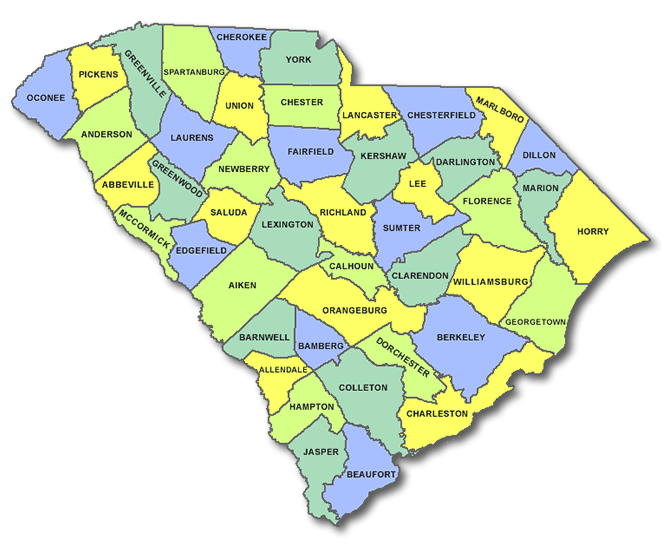 CHEROKEE
YORK
GREENVILLE
SPARTANBURG
PICKENS
OCONEE
UNION
CHESTER
LANCASTER
CHESTERFIELD
MARLBORO
ANDERSON
LAURENS
FAIRFIELD
KERSHAW
DARLINGTON
DILLON
NEWBERRY
GREENWOOD
ABBEVILLE
LEE
MARION
FLORENCE
MCCORMICK
SALUDA
LEXINGTON
RICHLAND
SUMTER
HORRY
EDGEFIELD
CALHOUN
CLARENDON
WILLIAMSBURG
AIKEN
ORANGEBURG
GEORGETOWN
BARNWELL
BAMBERG
BERKELEY
DORCHESTER
ALLENDALE
COLLETON
HAMPTON
CHARLESTON
JASPER
BEAUFORT